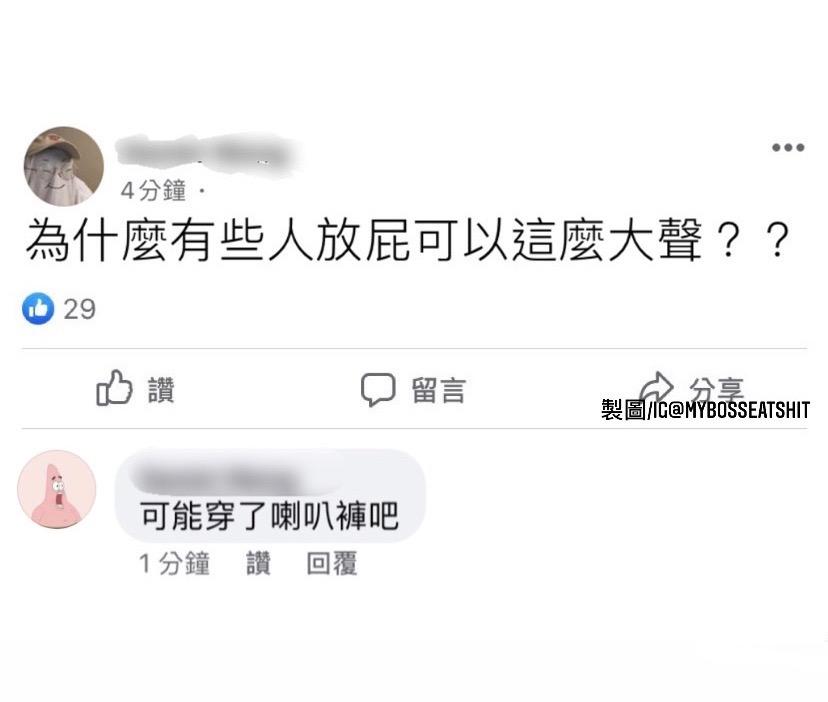 4分鐘 ·
為什麼有些人放屁可以這麼大聲？？
29
讚 留言 分享
製圖/IG@MYBOSSEATSHIT
可能穿了喇叭褲吧
1分鐘 讚 回覆